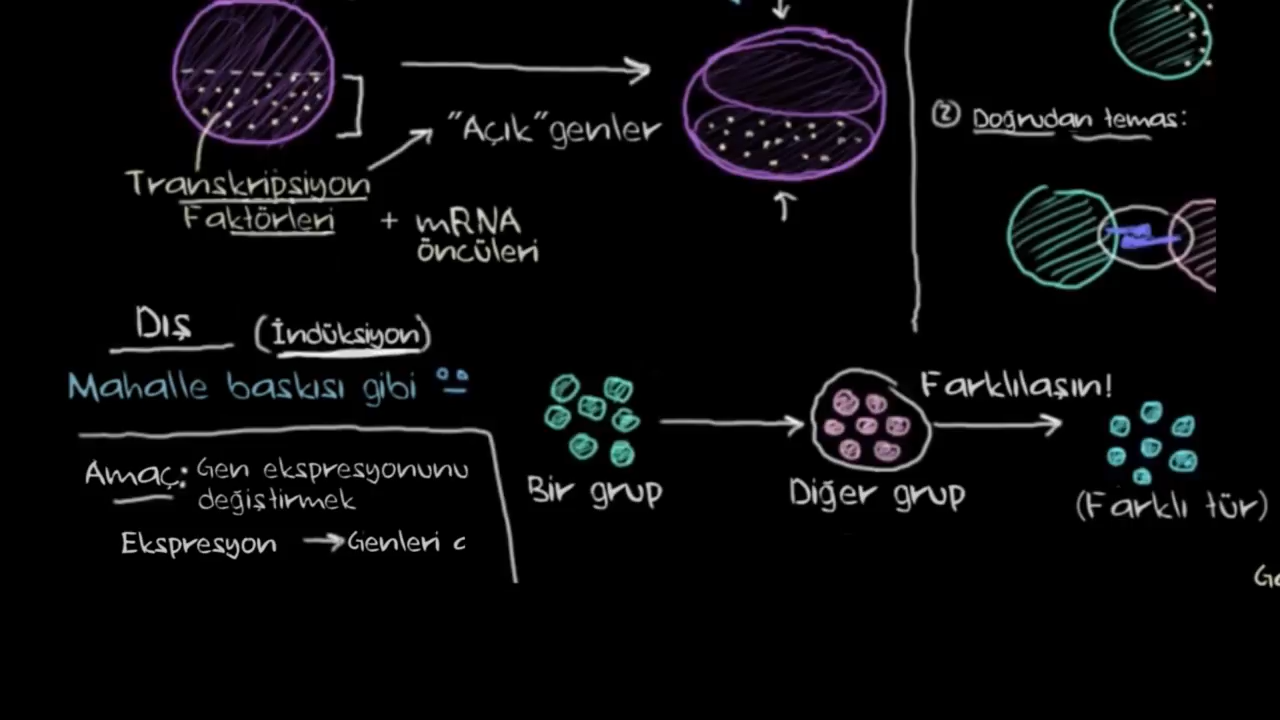 "Açık" genler
Transkripsiyon
Faktörleri + mRNA
öncüleri
② Doğrudan temas:
Dış (İndüksiyon)
Mahalle baskısı gibi
Amaç: Gen ekspresyonunu
değiştirmek
Ekspresyon → Genleri
Bir grup
Diğer grup
Farklılaşın!
(Farklı tür)